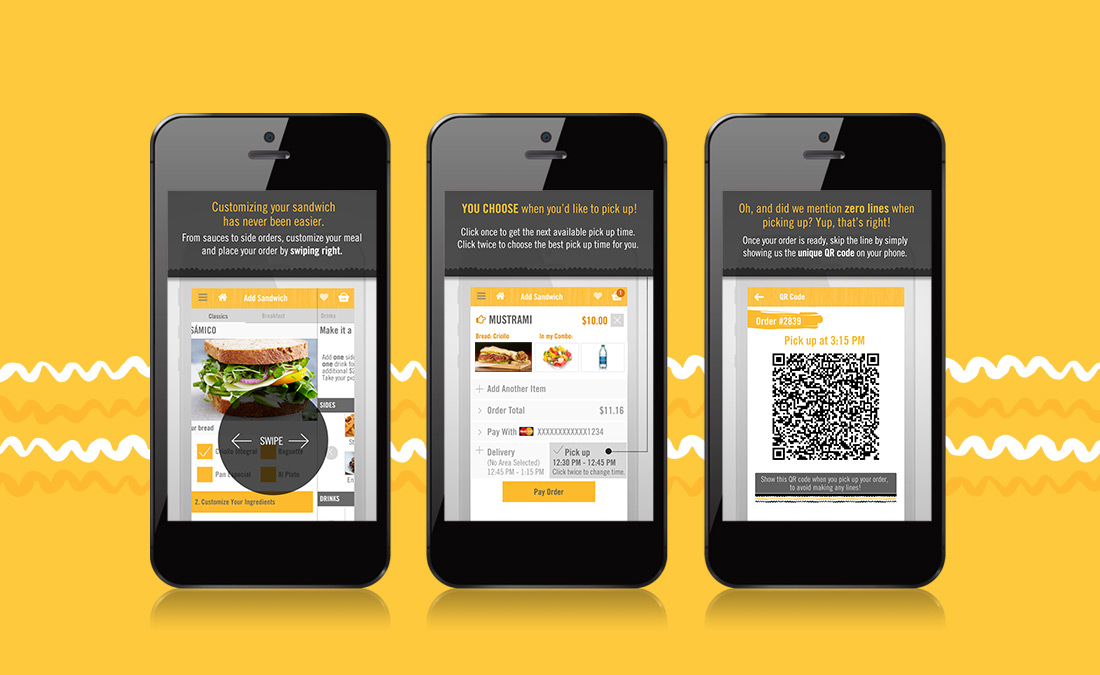 Customizing your sandwich
has never been easier.
From sauces to side orders, customize your meal
and place your order by swiping right.
Add Sandwich
Classics
Breakfast
Drinks
SÁMICO
Make it a
Add one side
one drink fo
additional $2
Take your pic
SIDES
ur bread
SWIPE
Criollo Integral
Baguette
Pan Especial
Al Plato
2. Customize Your Ingredients
DRINKS
YOU CHOOSE when you'd like to pick up!
Click once to get the next available pick up time.
Click twice to choose the best pick up time for you.
Add Sandwich
1
MUSTRAMI
$10.00
Bread: Criollo
In my Combo:
Add Another Item
Order Total
$11.16
Pay With
XXXXXXXXXXXX1234
Delivery
(No Area Selected)
12:45 PM - 1:15 PM
Pick up
12:30 PM - 12:45 PM
Click twice to change time.
Pay Order
Oh, and did we mention zero lines when
picking up? Yup, that's right!
Once your order is ready, skip the line by simply
showing us the unique QR code on your phone.
QR Code
Order #2839
Pick up at 3:15 PM
Show this QR code when you pick up your order,
to avoid making any lines!